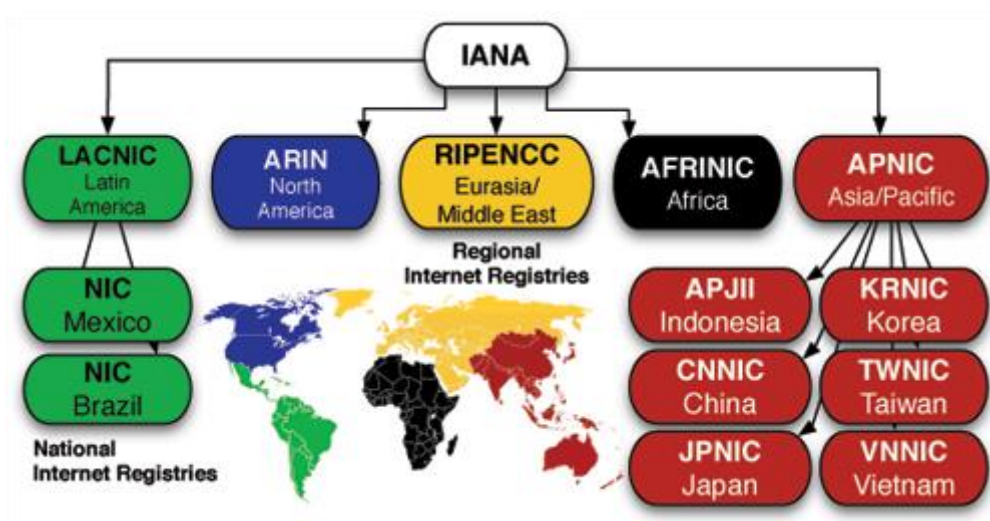 IANA
LACNIC
Latin
America
ARIN
North
America
RIPENCC
Eurasia/
Middle East
AFRINIC
Africa
APNIC
Asia/Pacific
Regional
Internet Registries
NIC
Mexico
NIC
Brazil
National
Internet Registries
APJII
Indonesia
KRNIC
Korea
CNNIC
China
TWNIC
Taiwan
JPNIC
Japan
VNNIC
Vietnam